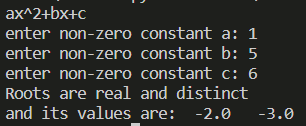 ax^2+bx+c
enter non-zero constant a: 1
enter non-zero constant b: 5
enter non-zero constant c: 6
Roots are real and distinct
and its values are:  -2.0   -3.0